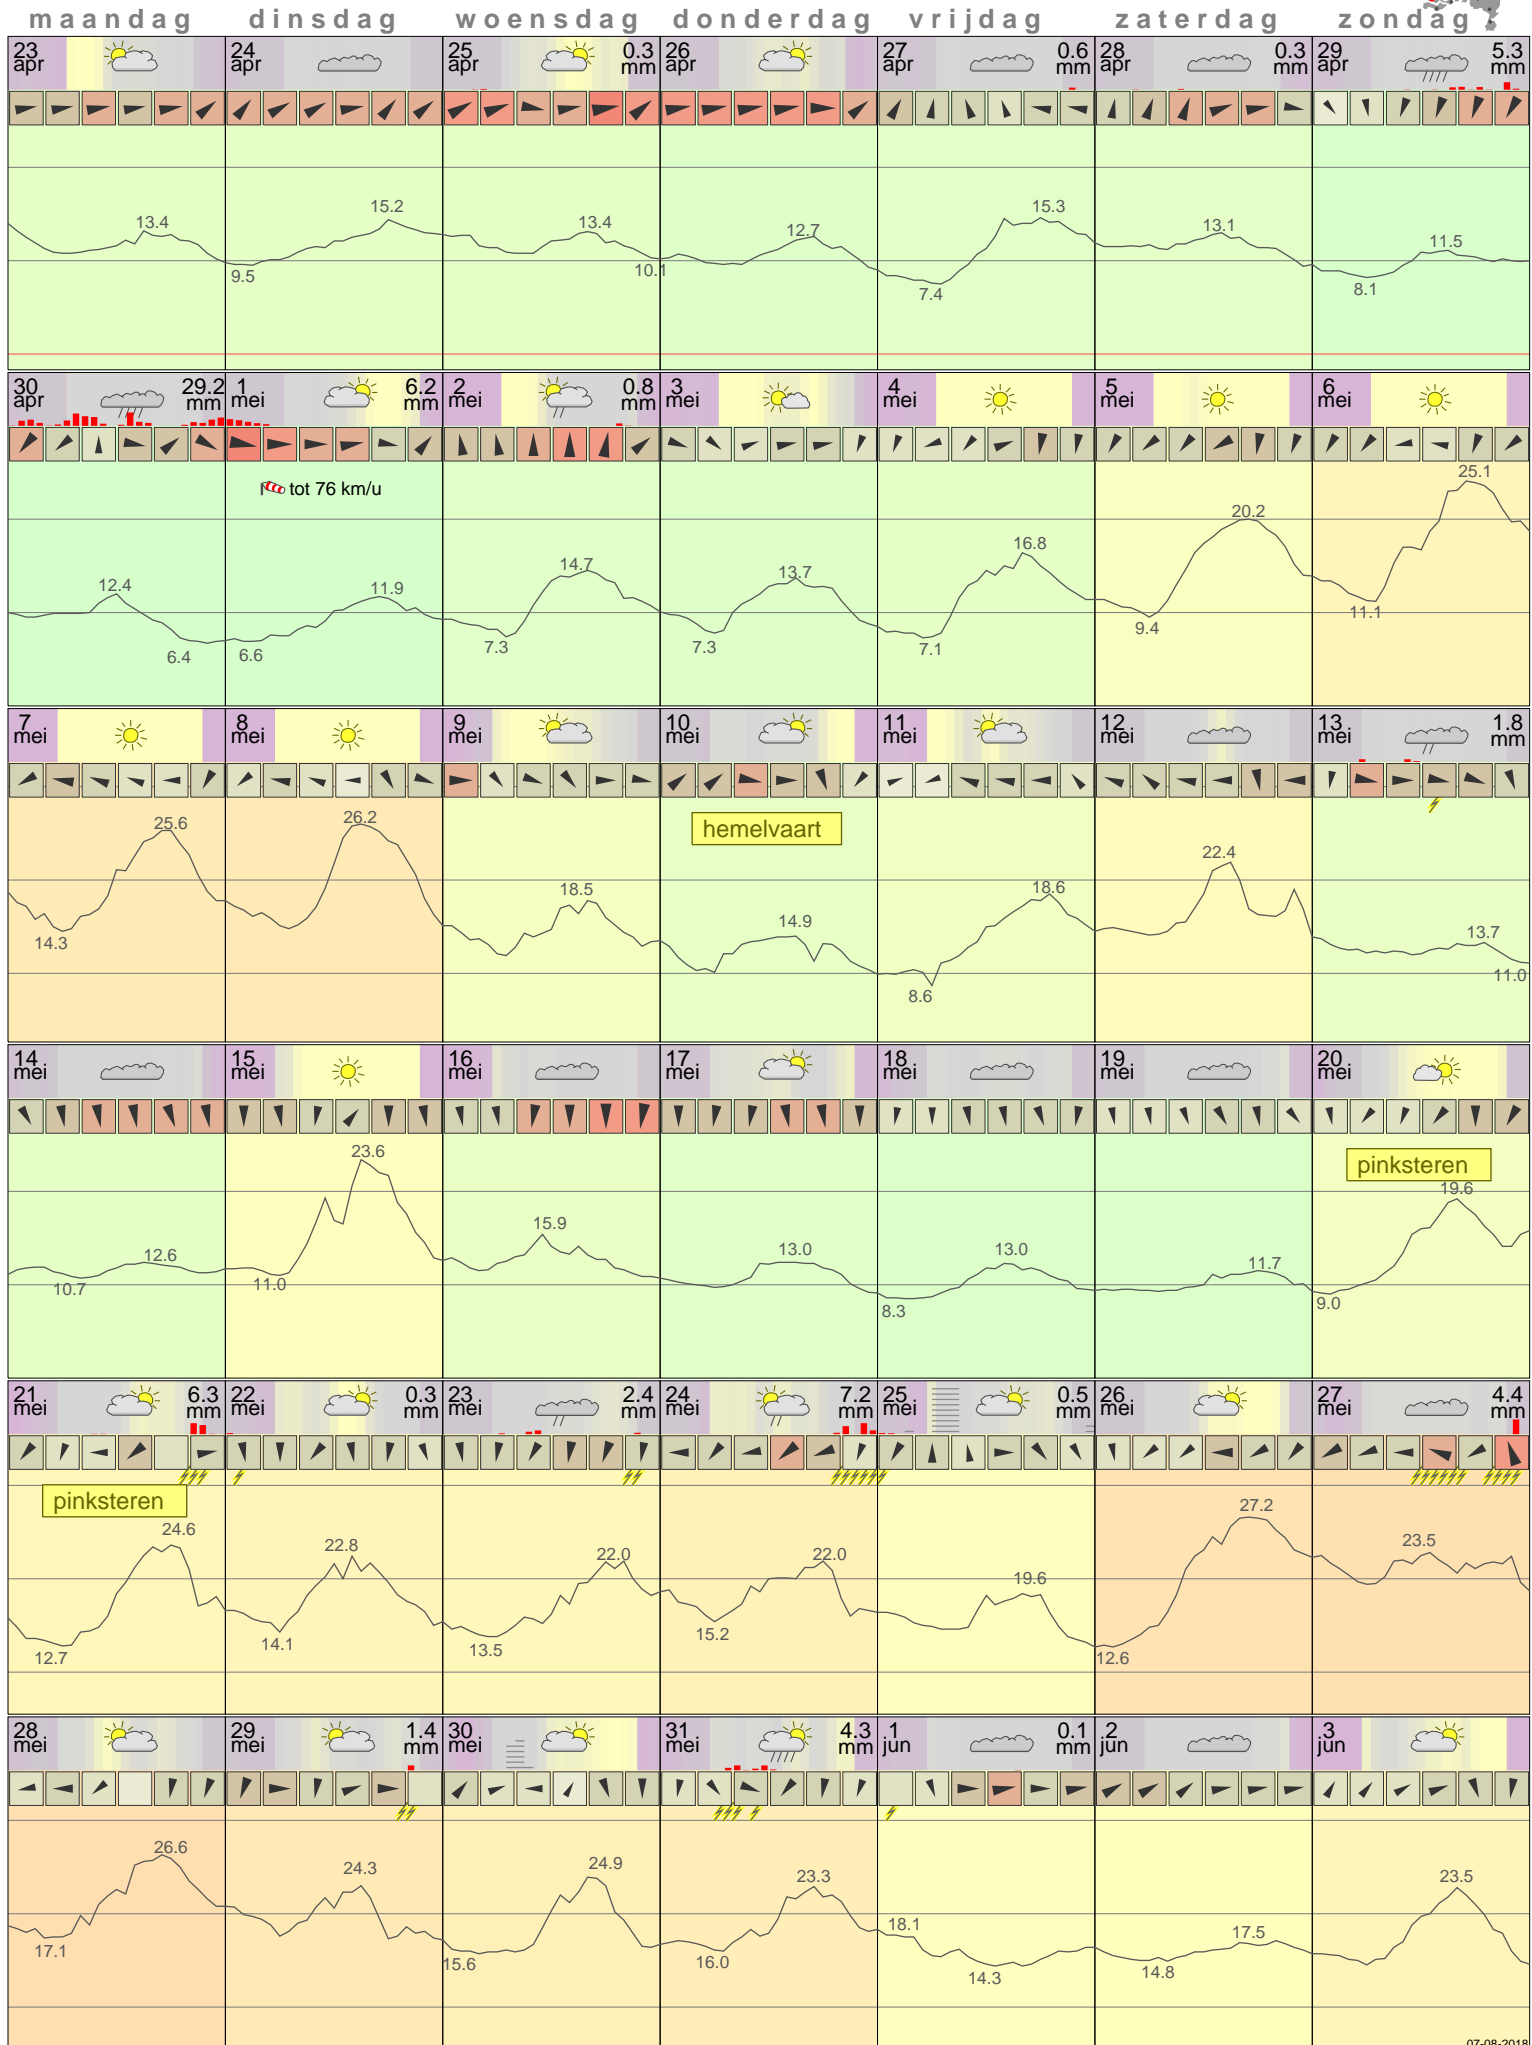 maandag dinsdag woensdag donderdag vrijdag zaterdag zondag
23 apr 24 apr 25 apr 0.3 mm 26 apr 27 apr 0.6 mm 28 apr 0.3 mm 29 apr 5.3 mm
13.4 15.2 13.4 12.7 15.3 13.1 11.5
9.5 10.1 7.4 8.1
30 apr 29.2 mm 1 mei 6.2 mm 2 mei 0.8 mm 3 mei 4 mei 5 mei 6 mei
tot 76 km/u
12.4 11.9 14.7 13.7 16.8 20.2 25.1
6.4 6.6 7.3 7.3 7.1 9.4 11.1
7 mei 8 mei 9 mei 10 mei 11 mei 12 mei 13 mei 1.8 mm
hemelvaart
25.6 26.2 18.5 14.9 18.6 22.4 13.7
14.3 8.6 11.0
14 mei 15 mei 16 mei 17 mei 18 mei 19 mei 20 mei
pinksteren
12.6 23.6 15.9 13.0 13.0 11.7 19.6
10.7 11.0 8.3 9.0
21 mei 6.3 mm 22 mei 0.3 mm 23 mei 2.4 mm 24 mei 7.2 mm 25 mei 0.5 mm 26 mei 27 mei 4.4 mm
pinksteren
24.6 22.8 22.0 22.0 19.6 27.2 23.5
12.7 14.1 13.5 15.2 12.6
28 mei 29 mei 1.4 mm 30 mei 31 mei 4.3 mm 1 jun 0.1 mm 2 jun 3 jun
26.6 24.3 24.9 23.3 18.1 17.5 23.5
17.1 15.6 16.0 14.3 14.8
07-08-2018